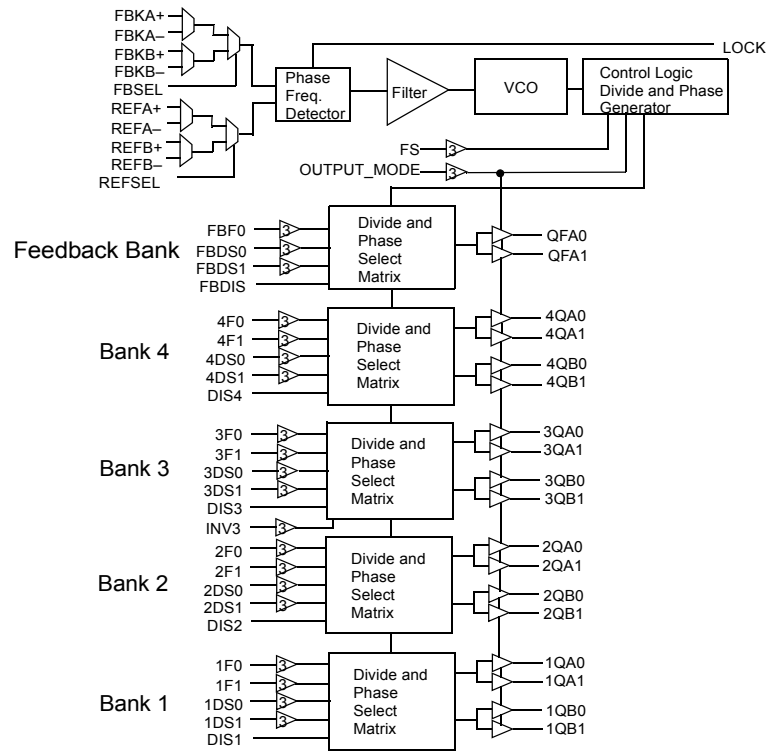 FBKA+
FBKA–
FBKB+
FBKB–
FBSEL
REFA+
REFA–
REFB+
REFB–
REFSEL
Phase
Freq.
Detector
Filter
VCO
Control Logic
Divide and Phase
Generator
LOCK
FS
3
OUTPUT_MODE
3
Feedback Bank
FBF0
3
FBDS0
3
FBDS1
3
FBDIS
Divide and
Phase
Select
Matrix
QFA0
QFA1
Bank 4
4F0
3
4F1
3
4DS0
3
4DS1
3
DIS4
Divide and
Phase
Select
Matrix
4QA0
4QA1
4QB0
4QB1
Bank 3
3F0
3
3F1
3
3DS0
3
3DS1
3
DIS3
INV3
3
Divide and
Phase
Select
Matrix
3QA0
3QA1
3QB0
3QB1
Bank 2
2F0
3
2F1
3
2DS0
3
2DS1
3
DIS2
Divide and
Phase
Select
Matrix
2QA0
2QA1
2QB0
2QB1
Bank 1
1F0
3
1F1
3
1DS0
3
1DS1
3
DIS1
Divide and
Phase
Select
Matrix
1QA0
1QA1
1QB0
1QB1